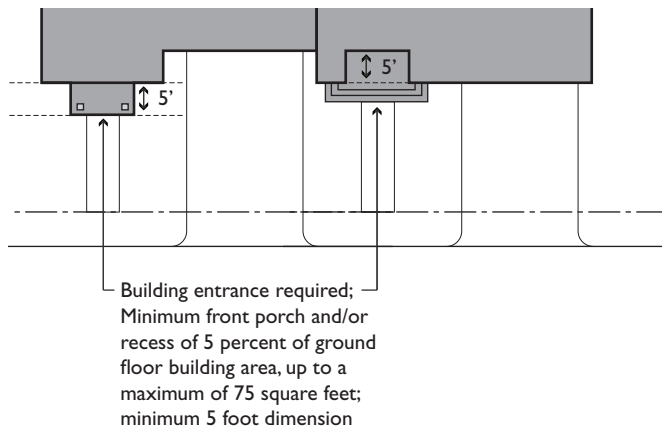 5’
5’
Building entrance required;
Minimum front porch and/or
recess of 5 percent of ground
floor building area, up to a
maximum of 75 square feet;
minimum 5 foot dimension